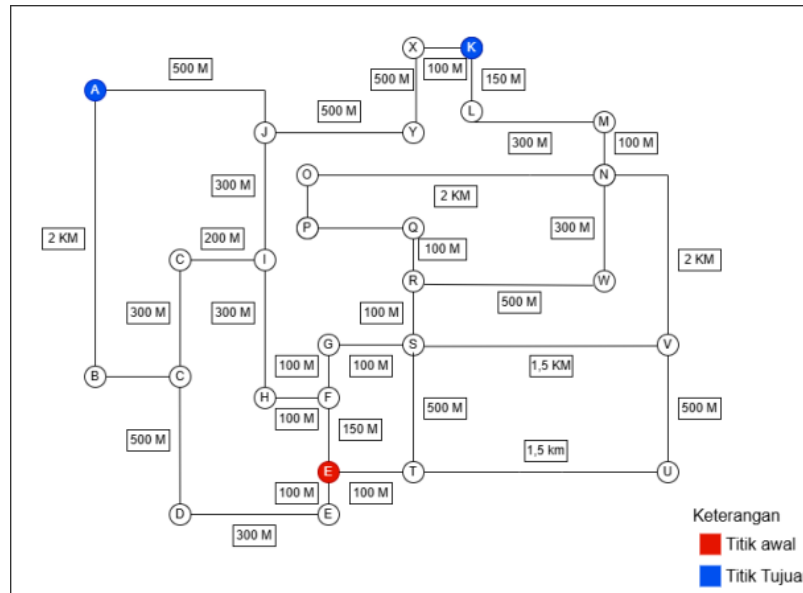 X
K
500 M
100 M
500 M
150 M
A
L
M
J
500 M
Y
300 M
100 M
O
N
300 M
2 KM
P
Q
300 M
2 KM
200 M
100 M
2 KM
C
I
R
W
500 M
300 M
300 M
100 M
G
S
V
100 M
100 M
1,5 KM
B
C
H
F
100 M
150 M
500 M
500 M
500 M
1,5 km
E
T
U
100 M
100 M
D
E
300 M
Keterangan
Titik awal
Titik Tujua